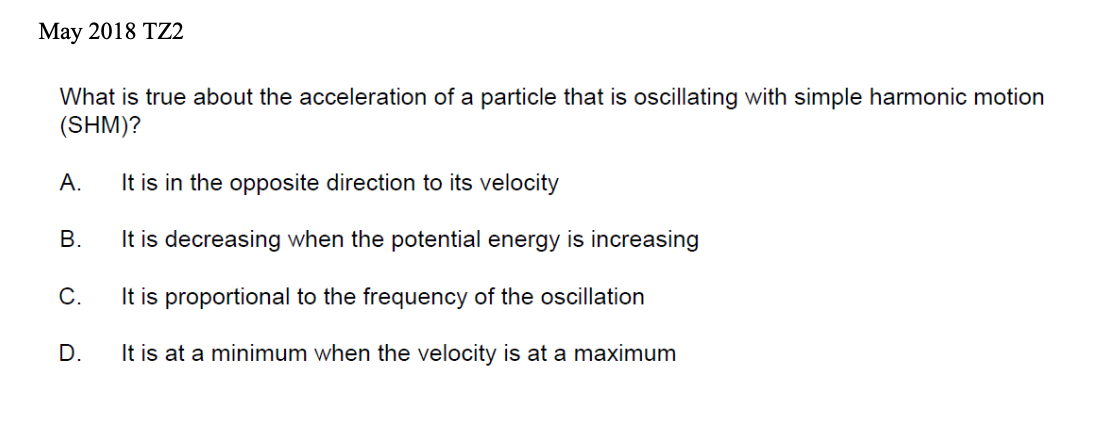 May 2018 TZ2
What is true about the acceleration of a particle that is oscillating with simple harmonic motion
(SHM)?
A. It is in the opposite direction to its velocity
B. It is decreasing when the potential energy is increasing
C. It is proportional to the frequency of the oscillation
D. It is at a minimum when the velocity is at a maximum